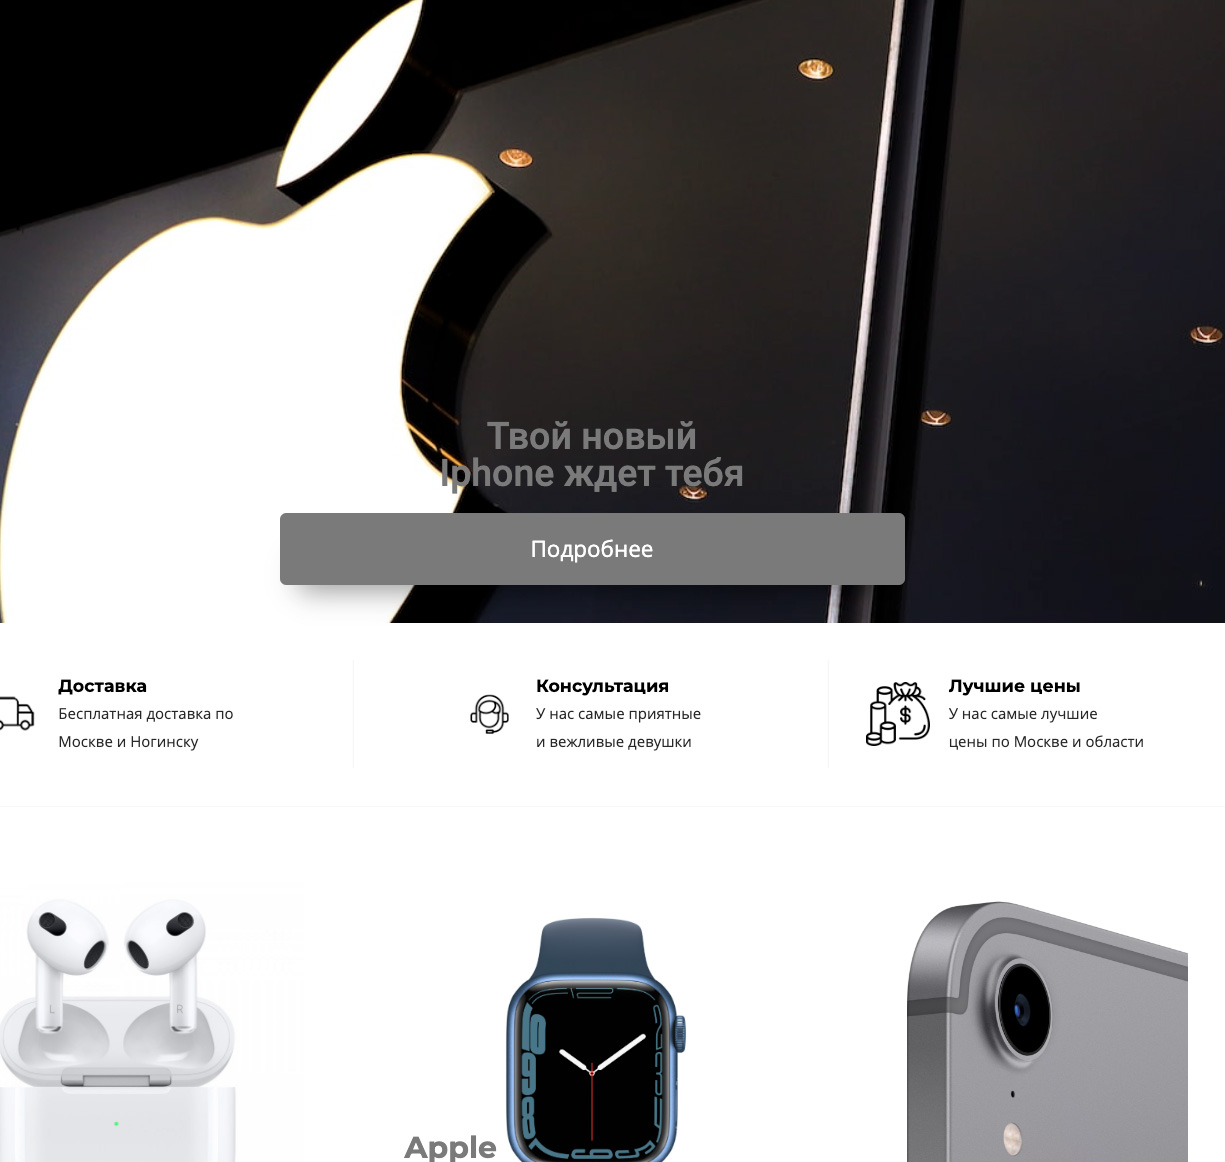 Твой новый
Iphone ждет тебя
Подробнее
Доставка
Бесплатная доставка по
Москве и Ногинску
Консультация
У нас самые приятные
и вежливые девушки
Лучшие цены
У нас самые лучшие
цены по Москве и области
L
R
Apple